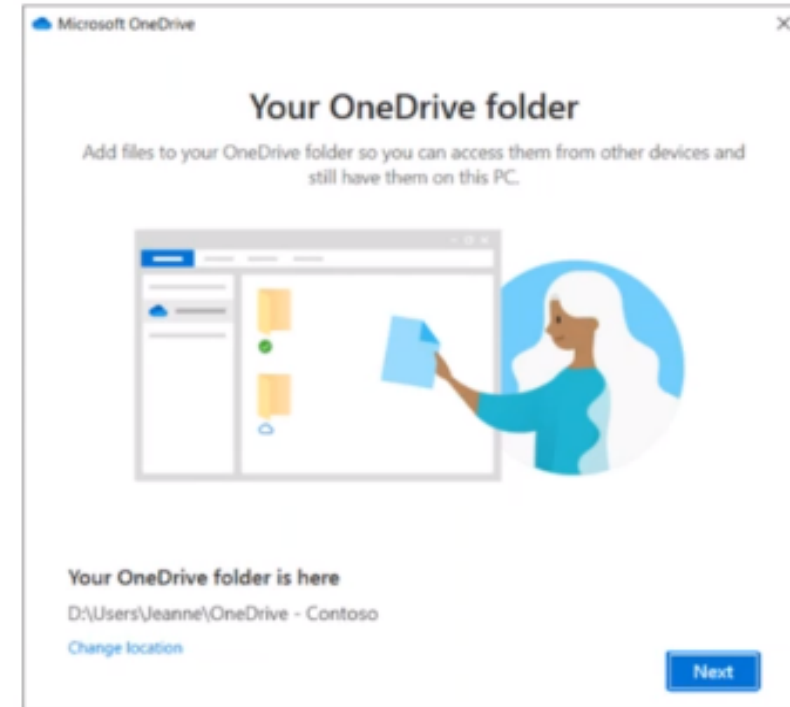 Microsoft OneDrive
Your OneDrive folder
Add files to your OneDrive folder so you can access them from other devices and
still have them on this PC.
Your OneDrive folder is here
D:\Users\Jeanne\OneDrive - Contoso
Change location
Next